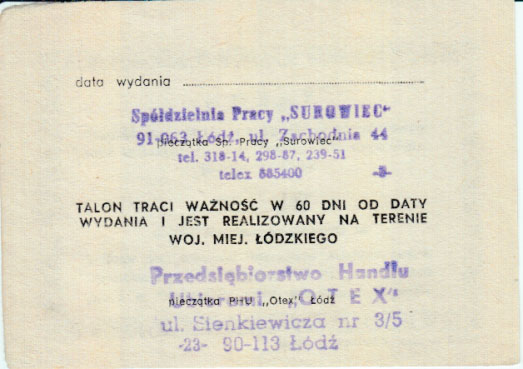 data wydania
Spółdzielnia Pracy „SUROWIEC"
91-063 Łódź, ul. Zachodnia 44
pieczątka Sp. Pracy „Surowiec"
tel. 318-14, 298-87, 239-51
telex 885400 -3-
TALON TRACI WAŻNOŚĆ W 60 DNI OD DATY
WYDANIA I JEST REALIZOWANY NA TERENIE
WOJ. MIEJ. ŁÓDZKIEGO
Przedsiębiorstwo Handlu
Ubiorami „OTEX"
pieczątka PHU „Otex" Łódź
ul. Sienkiewicza nr 3/5
-23- 90-113 Łódź